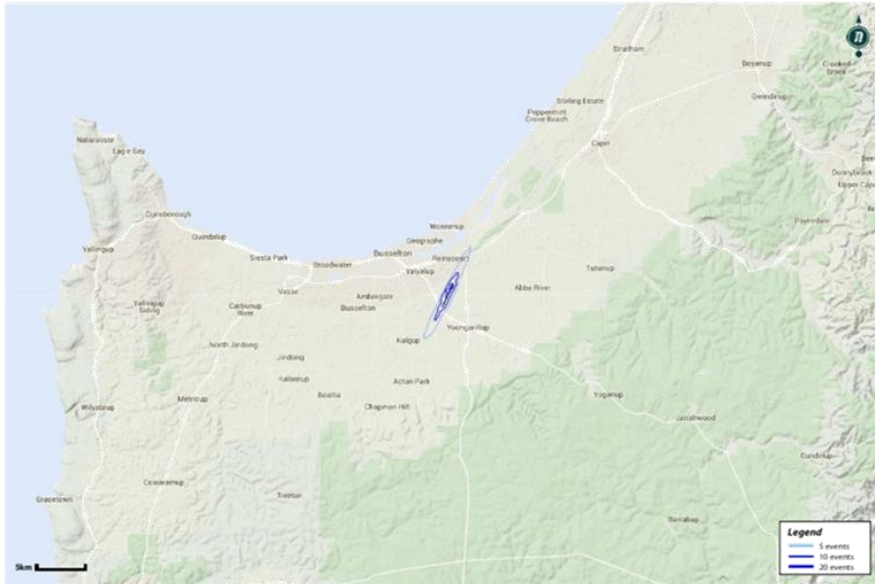 Stratham
Boyanup
Crooked
Brook
Gwindinup
Stirling Estate
Peppermint
Grove Beach
Capel
Naturaliste
Eagle Bay
Donnybrook
Upper Cape
Dunsborough
Paynedale
Wonnerup
Quindalup
Geographe
Yallingup
Siesta Park
Busselton
Broadwater
Reinscourt
Yalyalup
Tutunup
Vasse
Abba River
Ambergate
Yallingup
Siding
Carbunup
River
Busselton
Yoongarillup
Kalgup
North Jindong
Jindong
Kaloorup
Acton Park
Boallia
Yoganup
Metricup
Wilyabrup
Chapman Hill
Jarrahwood
Cundinup
Cowaramup
Gracetown
Treeton
Barrabup
Legend
5 events
10 events
20 events
5km